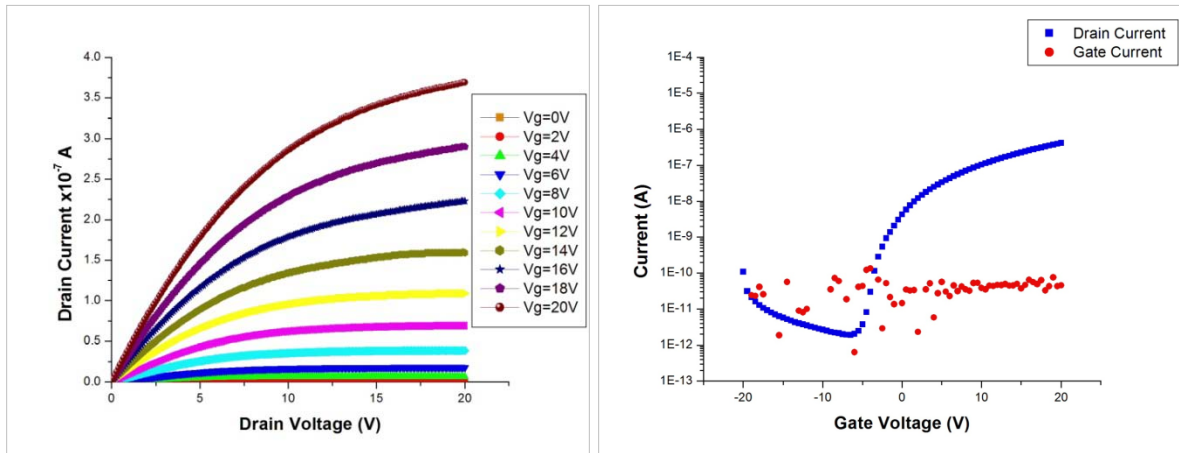 4.0
3.5
3.0
2.5
2.0
1.5
1.0
0.5
0.0
Drain Current x10⁻⁷ A
0 5 10 15 20
Drain Voltage (V)
Vg=0V
Vg=2V
Vg=4V
Vg=6V
Vg=8V
Vg=10V
Vg=12V
Vg=14V
Vg=16V
Vg=18V
Vg=20V
Drain Current
Gate Current
1E-4
1E-5
1E-6
1E-7
1E-8
1E-9
1E-10
1E-11
1E-12
1E-13
Current (A)
-20 -10 0 10 20
Gate Voltage (V)